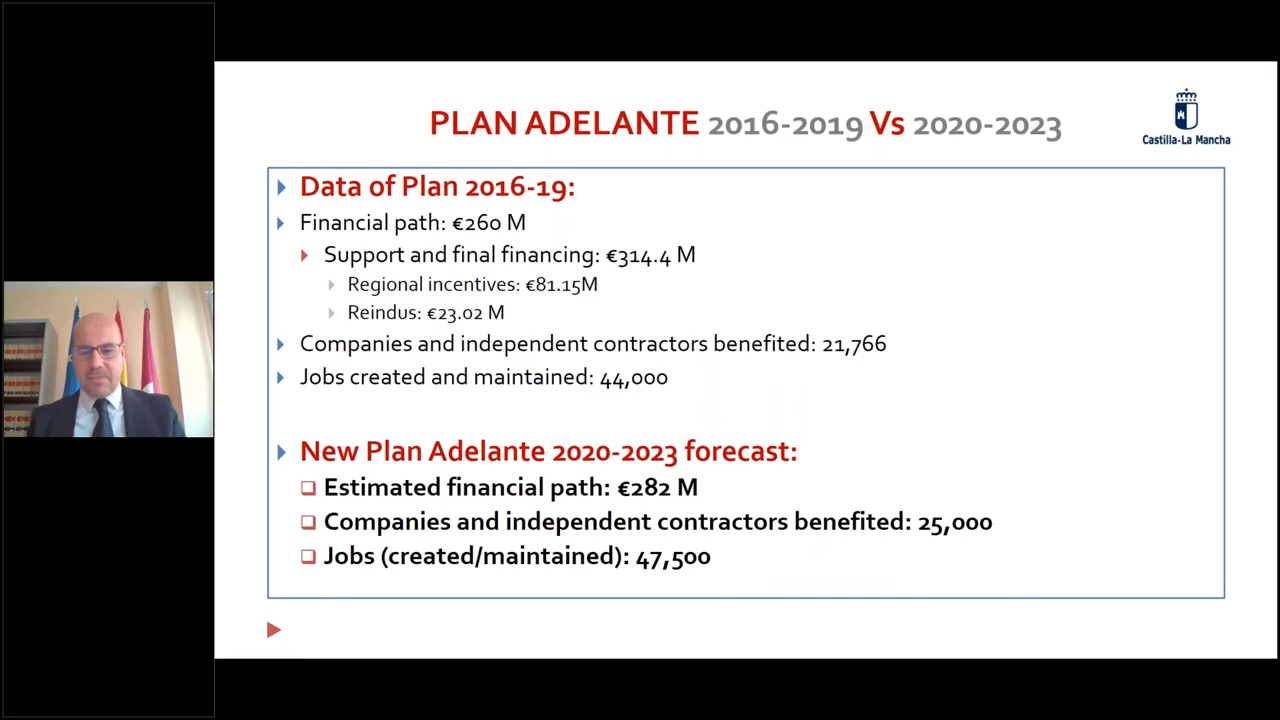 PLAN ADELANTE 2016-2019 Vs 2020-2023
Castilla-La Mancha
Data of Plan 2016-19:
Financial path: €260 M
Support and final financing: €314.4 M
Regional incentives: €81.15M
Reindus: €23.02 M
Companies and independent contractors benefited: 21,766
Jobs created and maintained: 44,000
New Plan Adelante 2020-2023 forecast:
Estimated financial path: €282 M
Companies and independent contractors benefited: 25,000
Jobs (created/maintained): 47,500